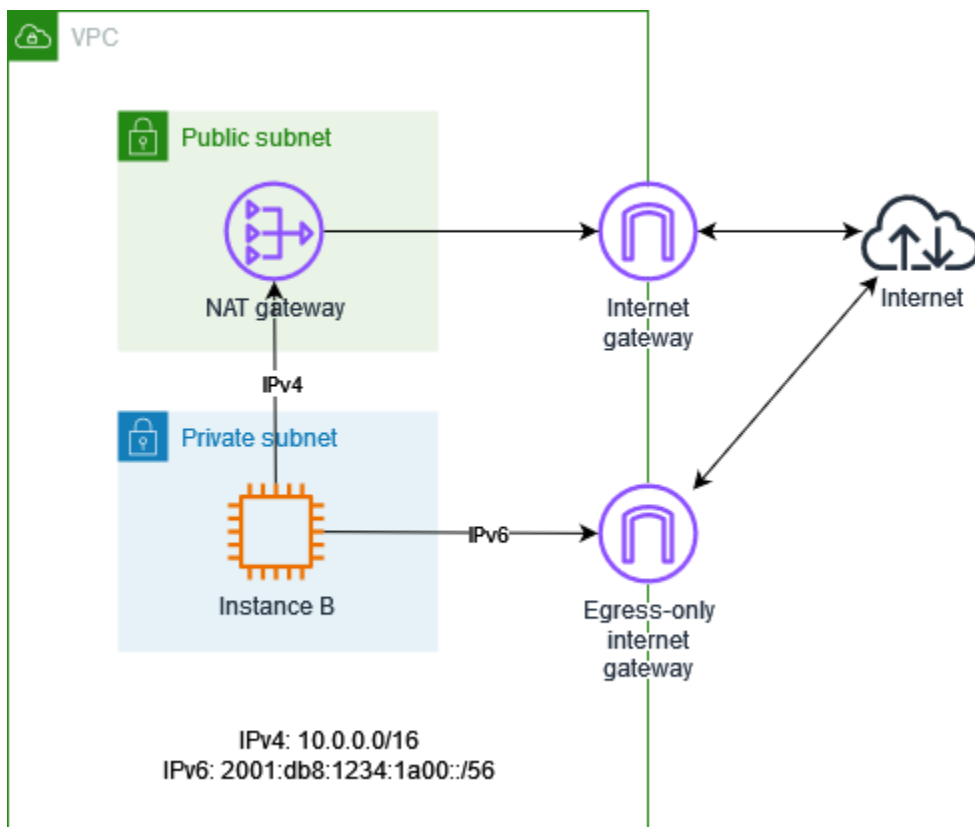 VPC
Public subnet
NAT gateway
Internet
gateway
Internet
IPv4
Private subnet
IPv6
Instance B
Egress-only
internet
gateway
IPv4: 10.0.0.0/16
IPv6: 2001:db8:1234:1a00::/56